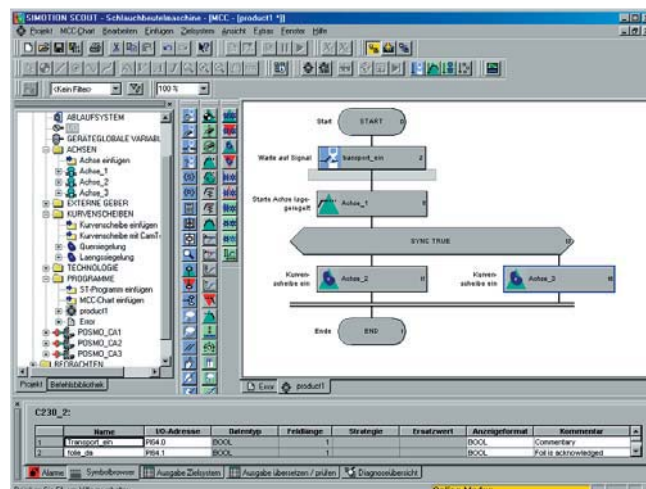 SIMOTION SCOUT - Schlauchbeutelmaschine - [MCC - [product1 *]]
Projekt MCC-Chart Bearbeiten Einfügen Zielsystem Ansicht Extras Fenster Hilfe
<Kein Filter> 100 %
ABLAUFSYSTEM
I/O
GERÄTEGLOBALE VARIABL
ACHSEN
Achse einfügen
Achse_1
Achse_2
Achse_3
EXTERNE GEBER
KURVENSCHEIBEN
Kurvenscheibe einfügen
Kurvenscheibe mit CamT
Quersiegelung
Laengssiegelung
TECHNOLOGIE
PROGRAMME
ST-Programm einfügen
MCC-Chart einfügen
product1
Error
POSMO_CA1
POSMO_CA2
POSMO_CA3
BEOBACHTEN
Projekt Befehlsbibliothek
Start START
Warte auf Signal transport_ein
Starte Achse lage-
geregelt Achse_1
SYNC TRUE
Kurven-
scheibe ein Achse_2
Kurven-
scheibe ein Achse_3
Ende END
Error product1
C230_2:
Name I/O-Adresse Datentyp Feldlänge Strategie Ersatzwert Anzeigeformat Kommentar
1 Transport_ein PI64.0 BOOL 1 BOOL Commentary
2 folie_da PI64.1 BOOL 1 BOOL Foil is acknowledged
Alarme Symbolbrowser Ausgabe Zielsystem Ausgabe übersetzen / prüfen Diagnoseübersicht